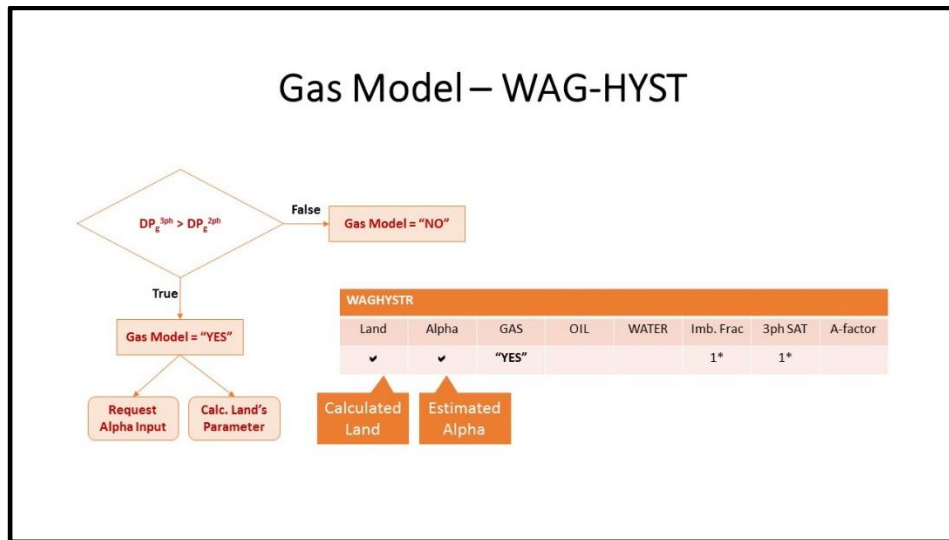 Gas Model – WAG-HYST
DPg3ph > DPg2ph
False
Gas Model = “NO”
True
Gas Model = “YES”
Request
Alpha Input
Calc. Land’s
Parameter
WAGHYSTR
Land Alpha GAS OIL WATER Imb. Frac 3ph SAT A-factor
✔ ✔ “YES” 1* 1*
Calculated
Land
Estimated
Alpha